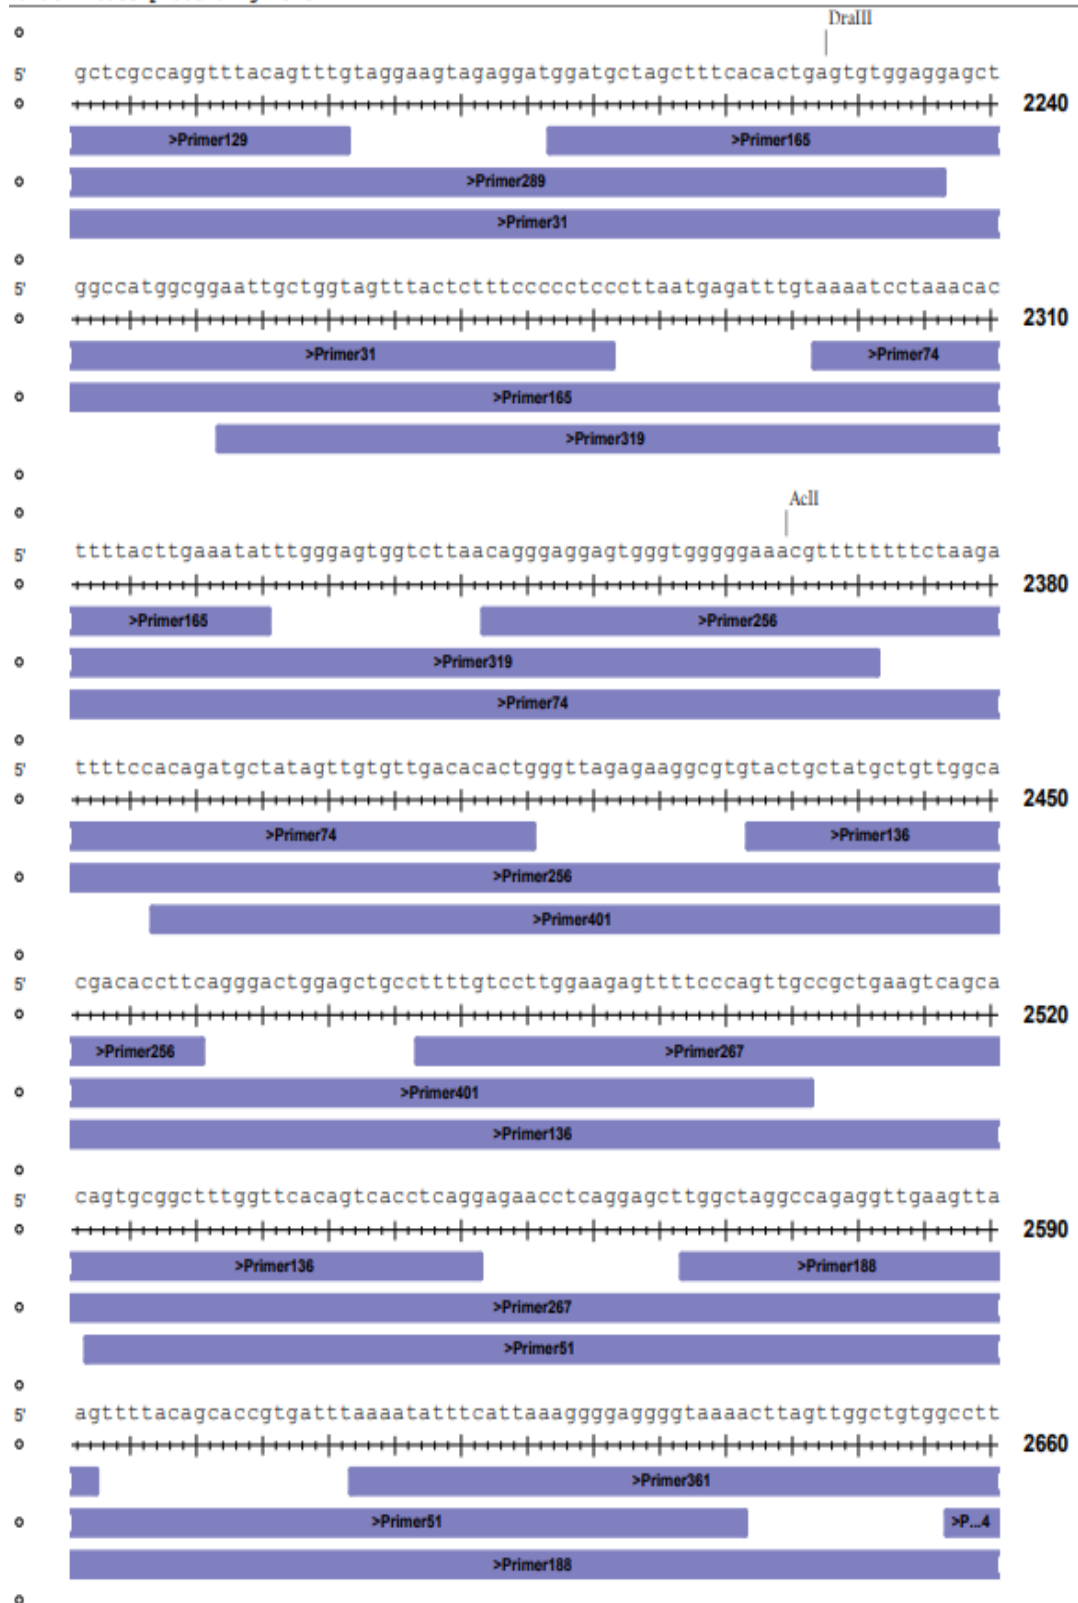 DraIII
5' gctcgccaggtttacagtttgtaggaagtagaggatggatgctagctttcacactgagtgtggaggagct
2240
>Primer129 >Primer165
>Primer289
>Primer31
5' ggccatggcggaattgctggtagtttactctttccccctcccttaatgagatttgtaaaatcctaaacac
2310
>Primer31 >Primer74
>Primer165
>Primer319
AclI
5' ttttacttgaaatatttgggagtggtcttaacagggaggagtgggtgggggaaacgtttttttttctaaga
2380
>Primer165 >Primer256
>Primer319
>Primer74
5' ttttccacagatgctatagttgtgttgacacactgggttagagaaggcgtgtactgctatgctgttggca
2450
>Primer74 >Primer136
>Primer256
>Primer401
5' cgacaccttcagggactggagctgccttttgtccttggaagagttttcccagttgccgctgaagtcagca
2520
>Primer256 >Primer267
>Primer401
>Primer136
5' cagtgcggctttggttcacagtcacctcaggagaacctcaggagcttggctaggccagaggttgaagtta
2590
>Primer136 >Primer188
>Primer267
>Primer51
5' agttttacagcaccgtgatttaaaatatttcattaaaggggaggggtaaaacttagttggctgtggcctt
2660
>Primer361
>Primer51 >P...4
>Primer188